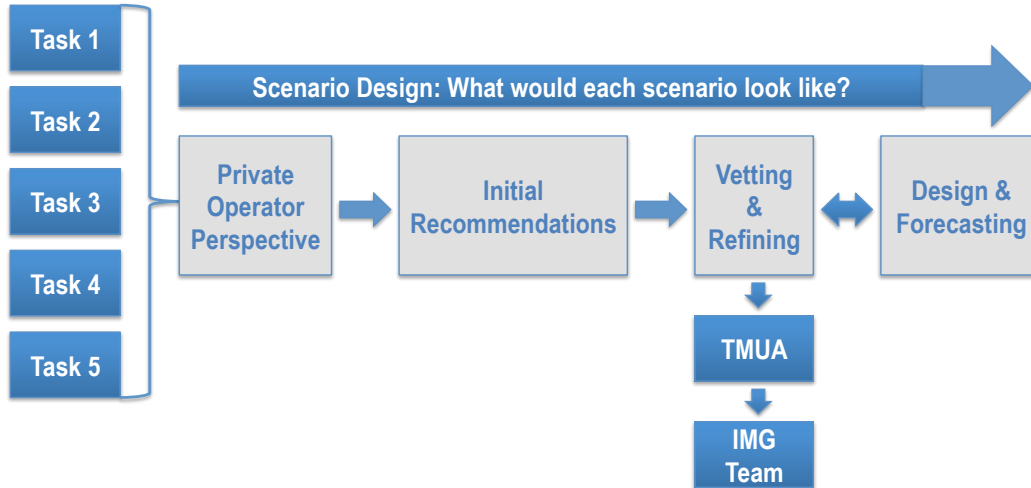 Task 1
Task 2
Task 3
Task 4
Task 5
Scenario Design: What would each scenario look like?
Private
Operator
Perspective
Initial
Recommendations
Vetting
&
Refining
Design &
Forecasting
TMUA
IMG
Team